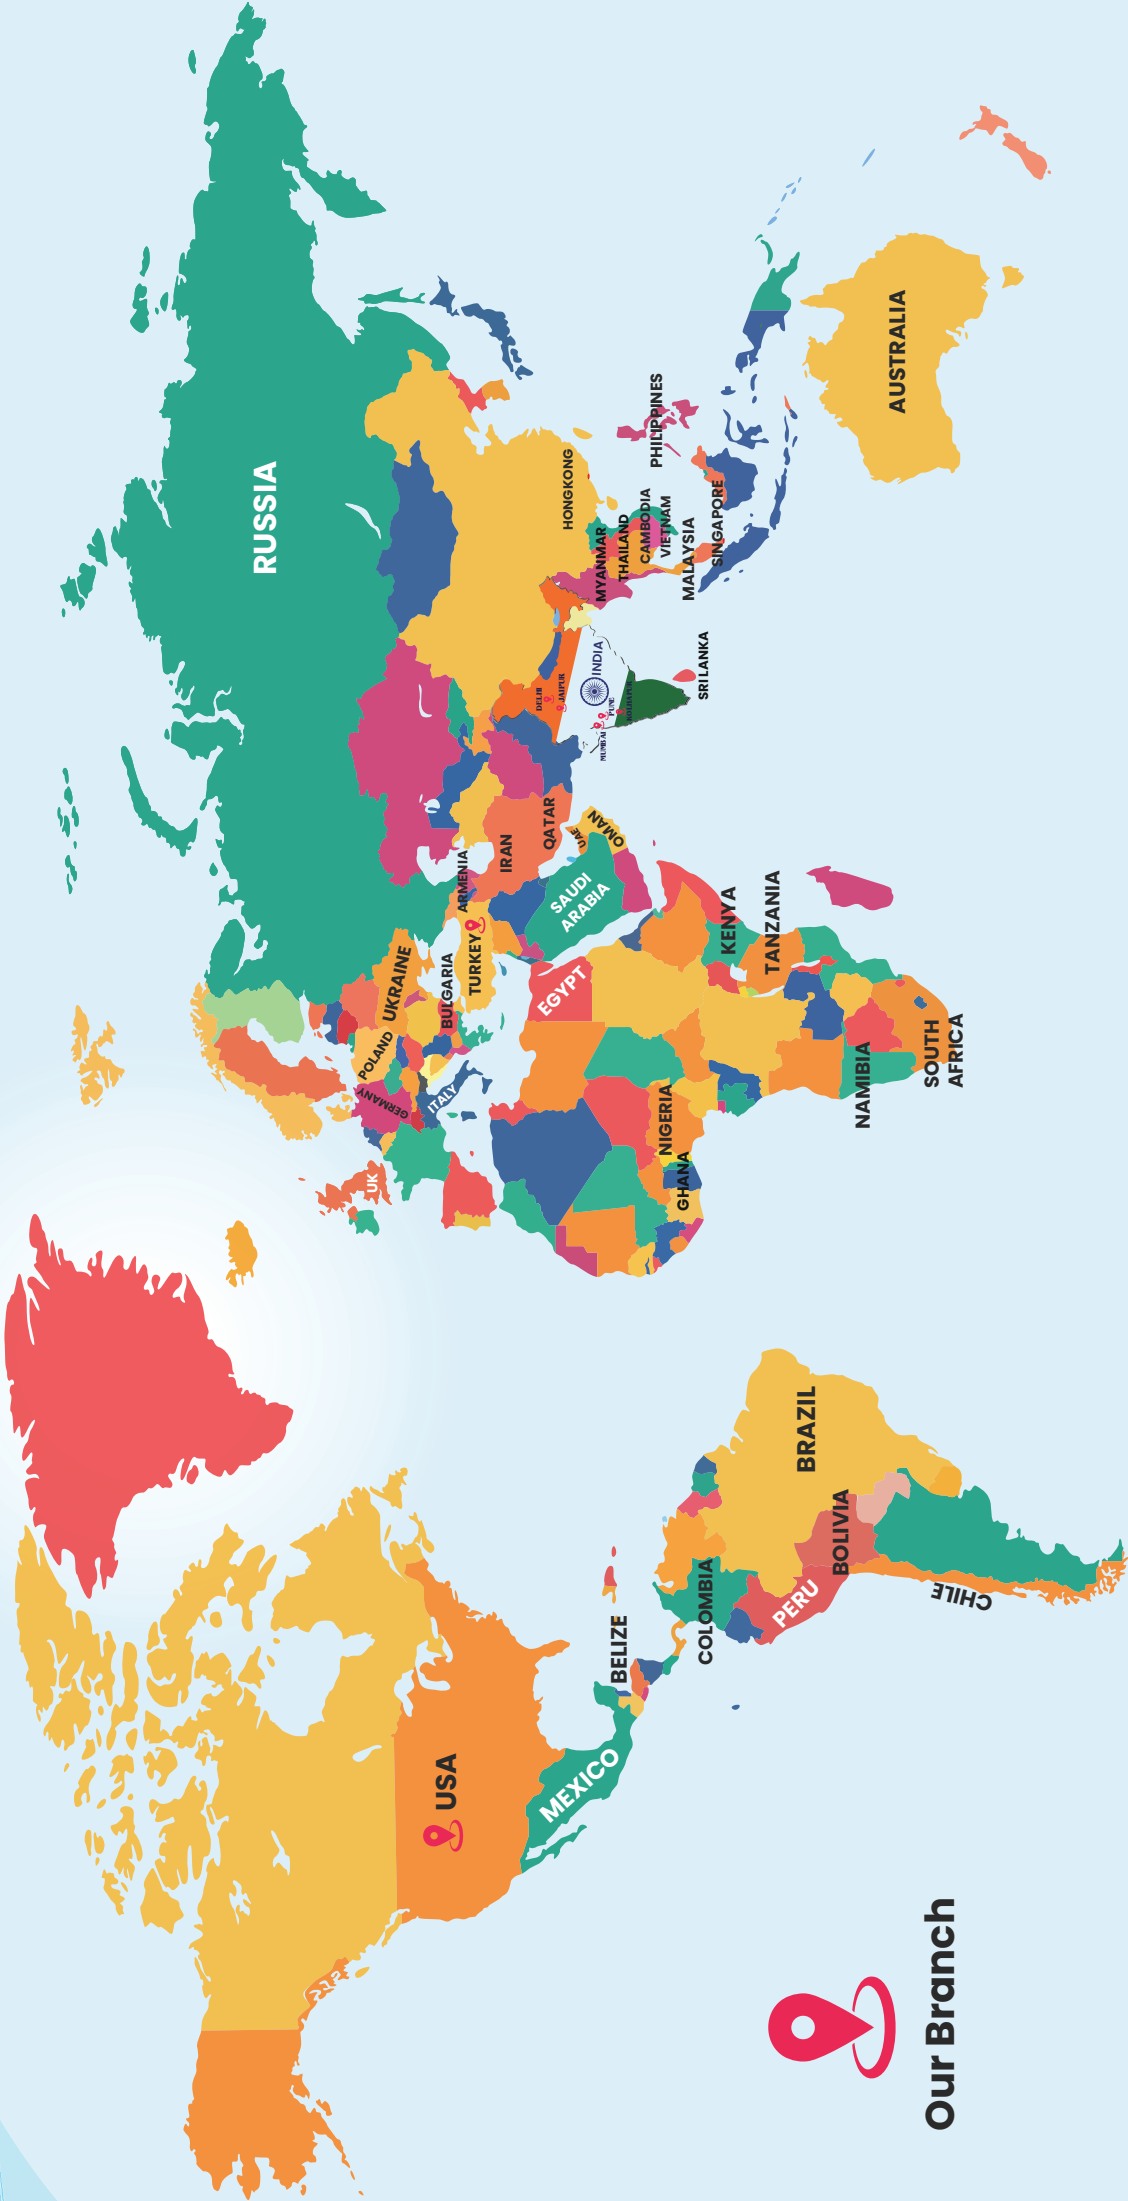 RUSSIA
UK
GERMANY
POLAND
UKRAINE
ITALY
BULGARIA
TURKEY
ARMENIA
IRAN
QATAR
UAE
OMAN
SAUDI
ARABIA
EGYPT
HONGKONG
DELHI
JAIPUR
INDIA
MUMBAI
PUNE
KOLHAPUR
SRI LANKA
MYANMAR
THAILAND
CAMBODIA
VIETNAM
MALAYSIA
SINGAPORE
PHILIPPINES
AUSTRALIA
NIGERIA
GHANA
KENYA
TANZANIA
NAMIBIA
SOUTH
AFRICA
USA
MEXICO
BELIZE
COLOMBIA
PERU
BRAZIL
BOLIVIA
CHILE
Our Branch